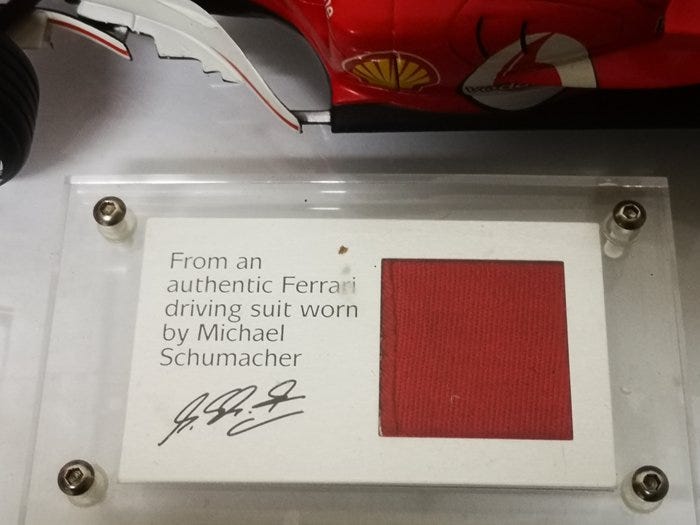 From an
authentic Ferrari
driving suit worn
by Michael
Schumacher